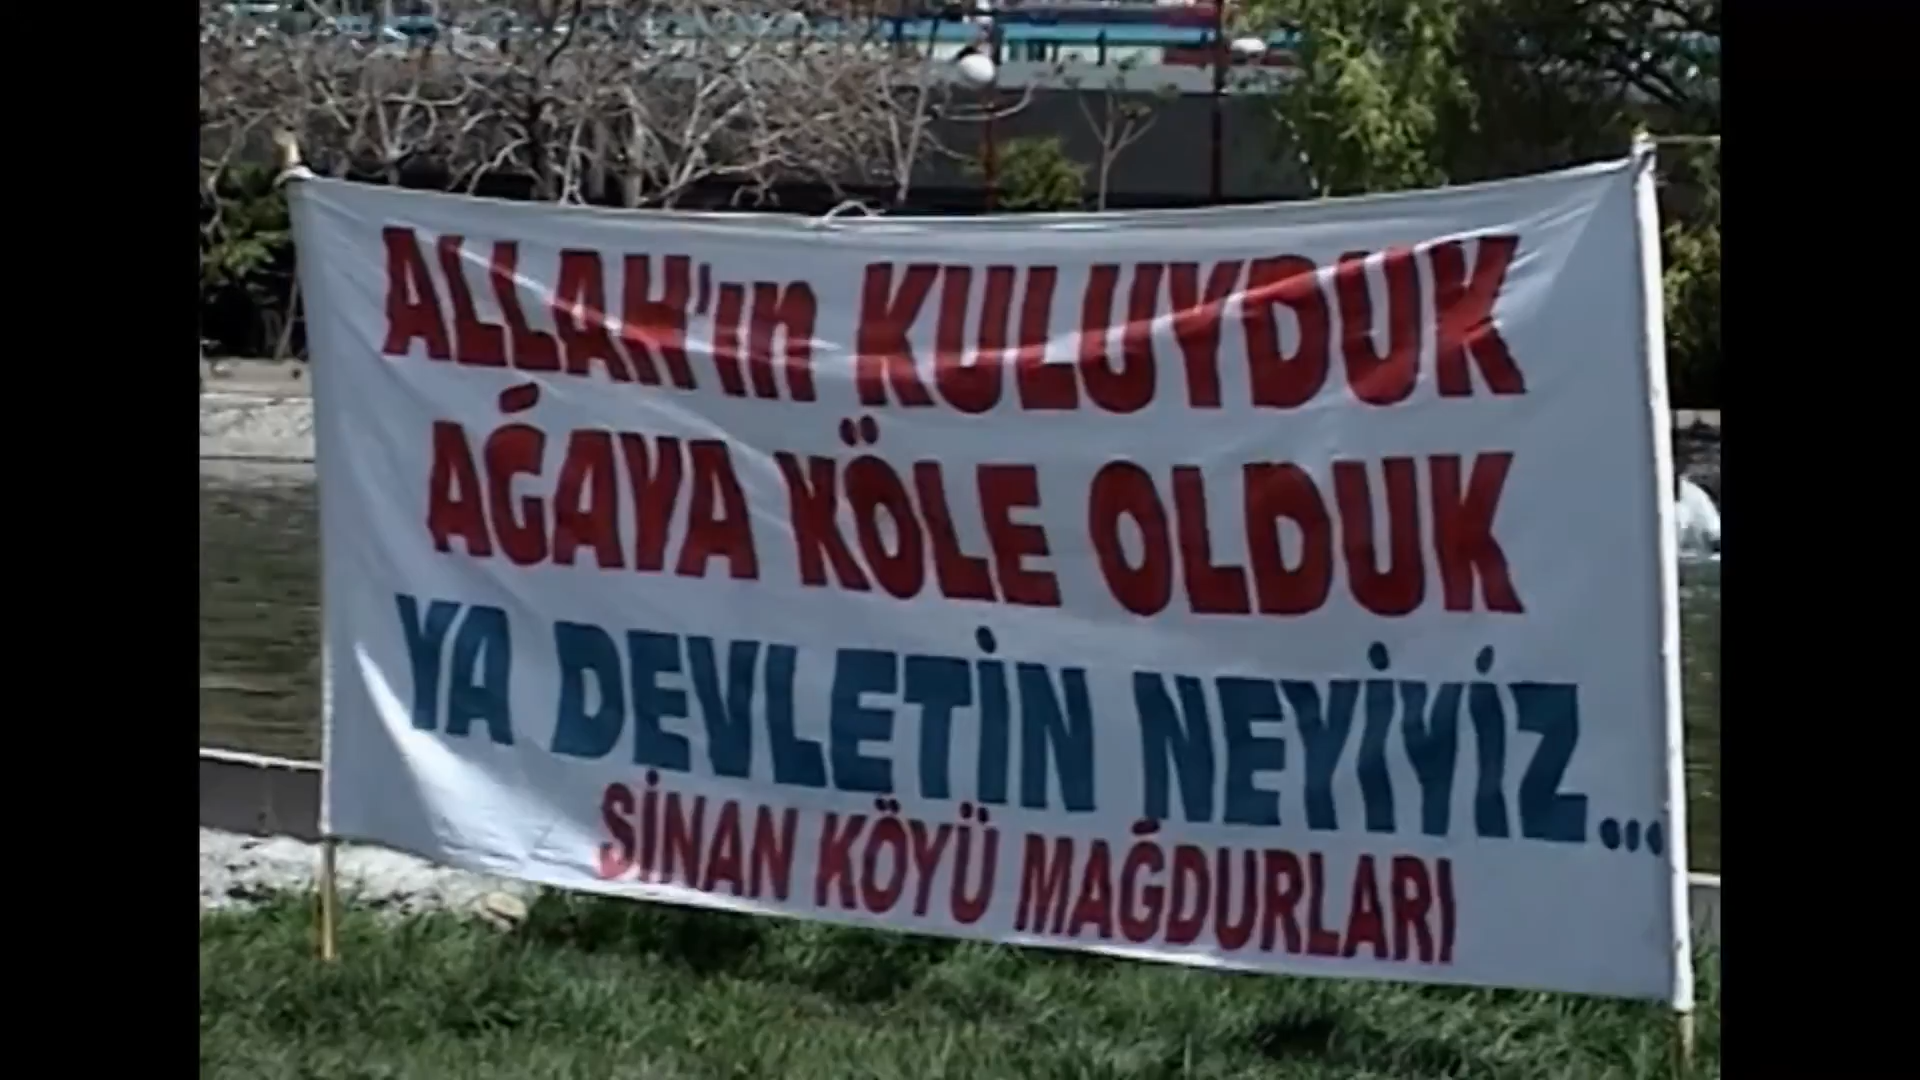 ALLAH'ın KULUYDUK
AĞAYA KÖLE OLDUK
YA DEVLETİN NEYİYİZ...
SİNAN KÖYÜ MAĞDURLARI